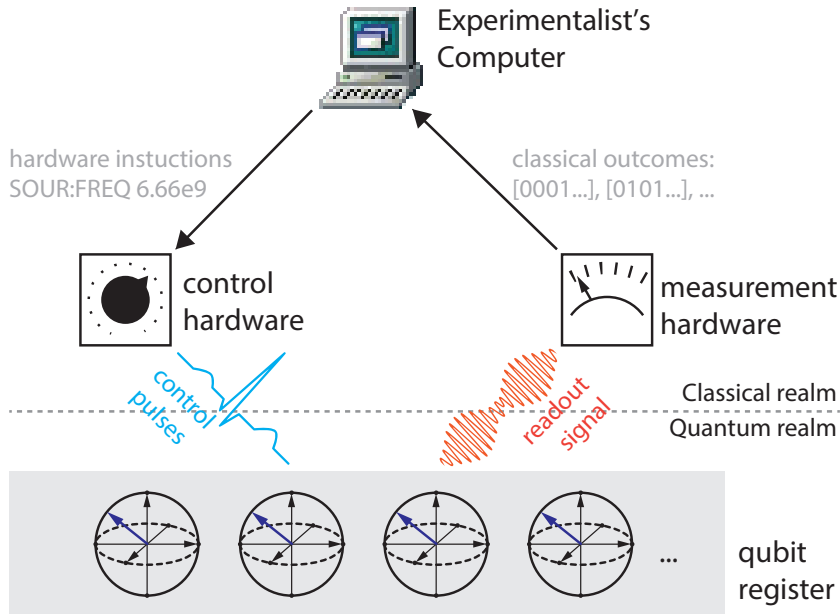 Experimentalist's
Computer
hardware instuctions
SOUR:FREQ 6.66e9
classical outcomes:
[0001...], [0101...], ...
control
hardware
measurement
hardware
control
pulses
readout
signal
Classical realm
Quantum realm
...
qubit
register